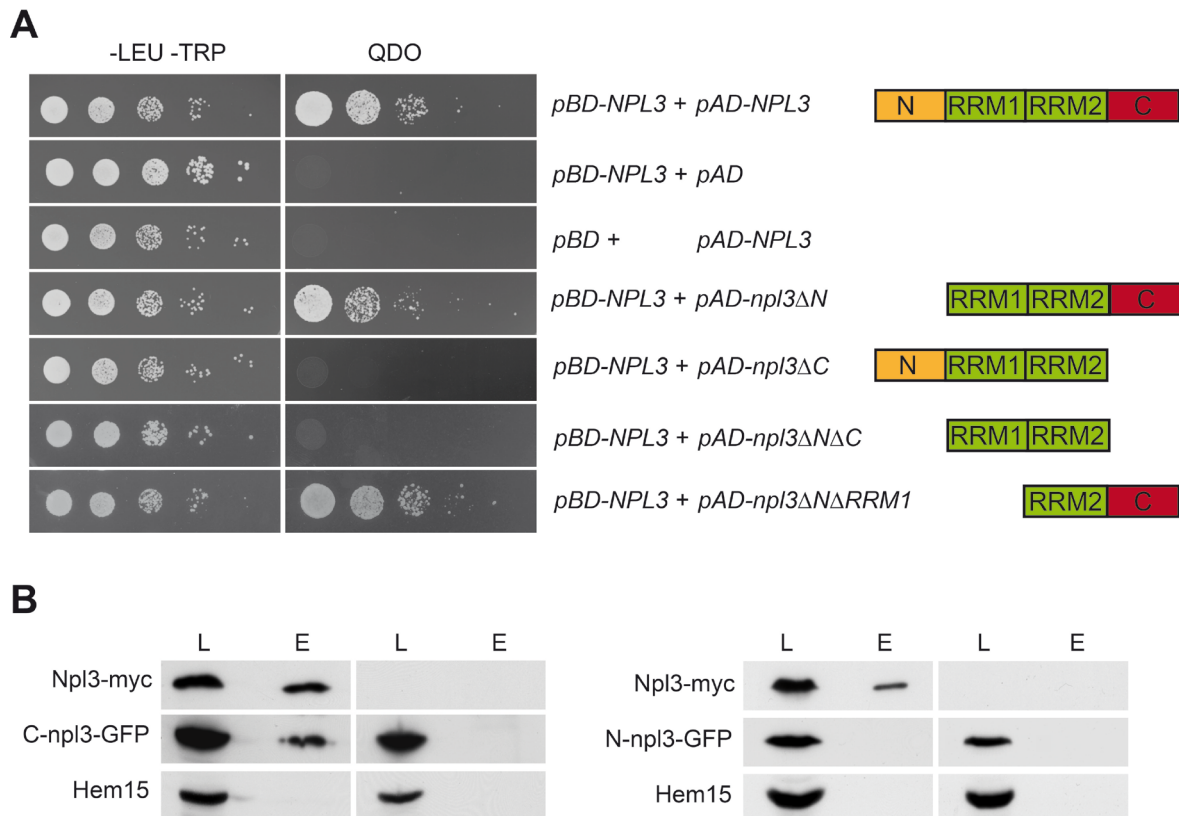 A
-LEU -TRP QDO
pBD-NPL3 + pAD-NPL3 N RRM1 RRM2 C
pBD-NPL3 + pAD
pBD + pAD-NPL3
pBD-NPL3 + pAD-npl3ΔN RRM1 RRM2 C
pBD-NPL3 + pAD-npl3ΔC N RRM1 RRM2
pBD-NPL3 + pAD-npl3ΔNΔC RRM1 RRM2
pBD-NPL3 + pAD-npl3ΔNΔRRM1 RRM2 C
B
L E L E
Npl3-myc
C-npl3-GFP
Hem15
L E L E
Npl3-myc
N-npl3-GFP
Hem15